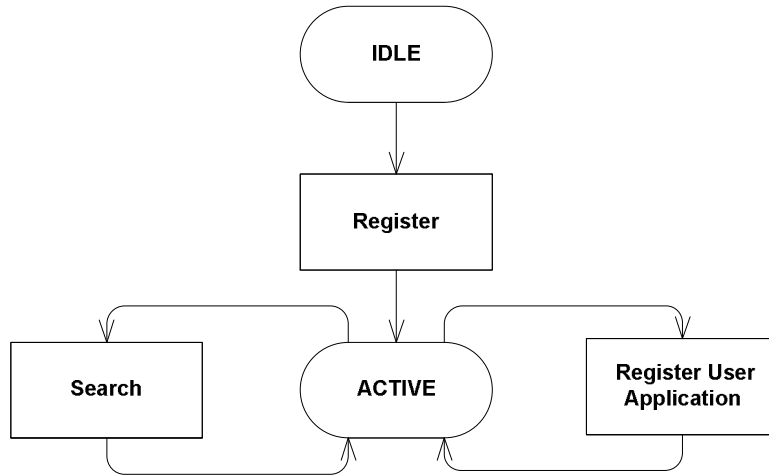 IDLE
Register
Search
ACTIVE
Register User
Application